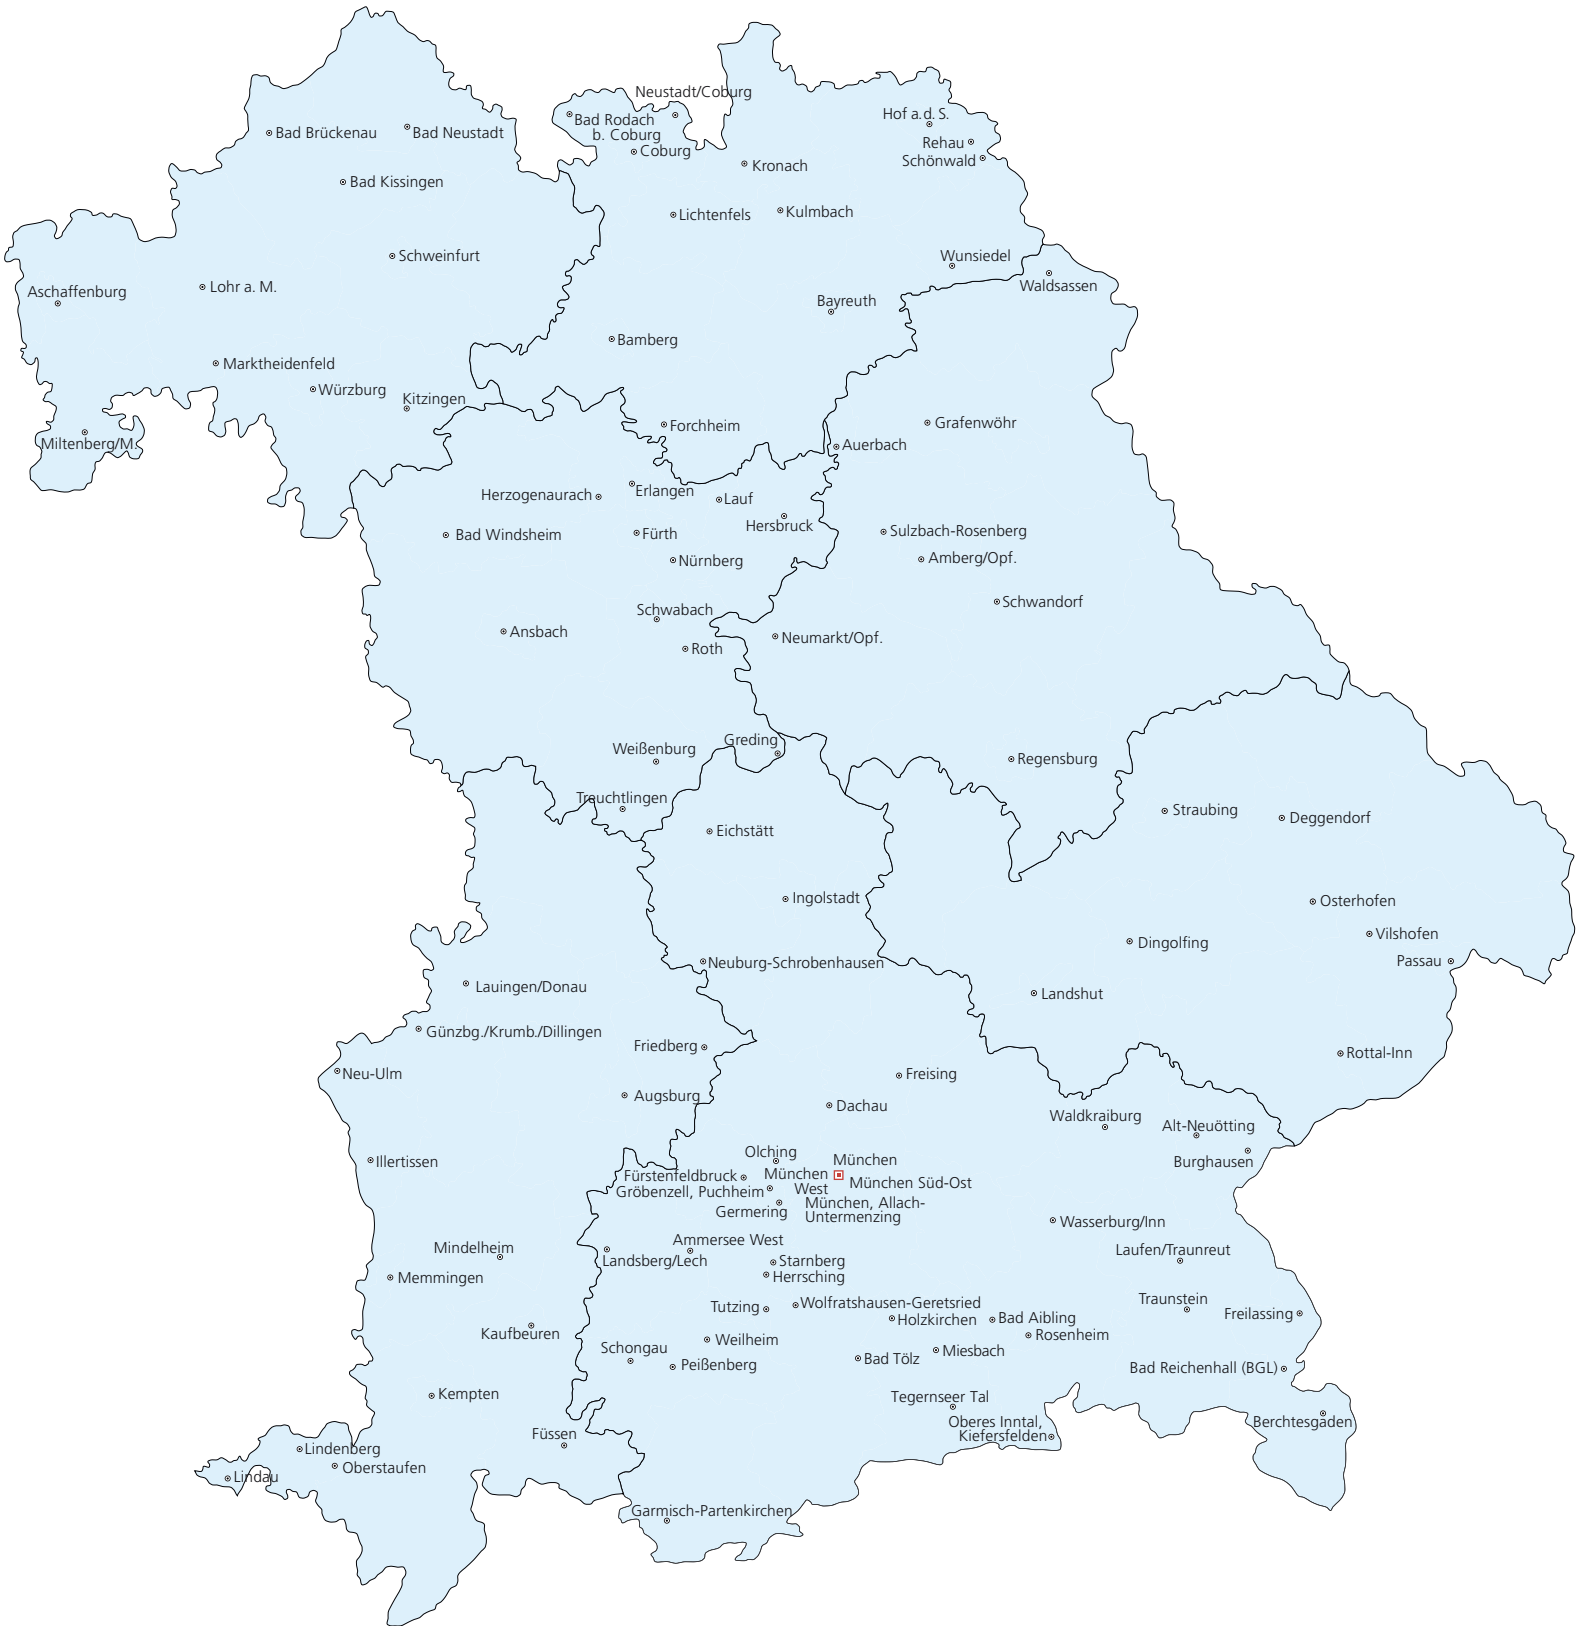 Neustadt/Coburg
Hof a.d. S.
Bad Rodach
b. Coburg
Bad Brückenau
Bad Neustadt
Rehau
Coburg
Schönwald
Kronach
Bad Kissingen
Lichtenfels
Kulmbach
Schweinfurt
Wunsiedel
Lohr a. M.
Waldsassen
Aschaffenburg
Bayreuth
Bamberg
Marktheidenfeld
Würzburg
Kitzingen
Grafenwöhr
Forchheim
Miltenberg/M.
Auerbach
Herzogenaurach
Erlangen
Lauf
Hersbruck
Bad Windsheim
Fürth
Sulzbach-Rosenberg
Nürnberg
Amberg/Opf.
Schwandorf
Schwabach
Ansbach
Neumarkt/Opf.
Roth
Greding
Weißenburg
Regensburg
Treuchtlingen
Straubing
Deggendorf
Eichstätt
Ingolstadt
Osterhofen
Vilshofen
Dingolfing
Passau
Neuburg-Schrobenhausen
Lauingen/Donau
Landshut
Günzbg./Krumb./Dillingen
Friedberg
Rottal-Inn
Neu-Ulm
Freising
Augsburg
Dachau
Waldkraiburg
Alt-Neuötting
Olching
München
Illertissen
Burghausen
Fürstenfeldbruck
München
West
München Süd-Ost
Gröbenzell, Puchheim
München, Allach-
Untermenzing
Germering
Wasserburg/Inn
Ammersee West
Mindelheim
Laufen/Traunreut
Landsberg/Lech
Starnberg
Memmingen
Herrsching
Traunstein
Wolfratshausen-Geretsried
Tutzing
Freilassing
Holzkirchen
Bad Aibling
Kaufbeuren
Rosenheim
Weilheim
Schongau
Miesbach
Bad Tölz
Peißenberg
Bad Reichenhall (BGL)
Kempten
Tegernseer Tal
Oberes Inntal,
Kiefersfelden
Berchtesgaden
Füssen
Lindenberg
Oberstaufen
Lindau
Garmisch-Partenkirchen